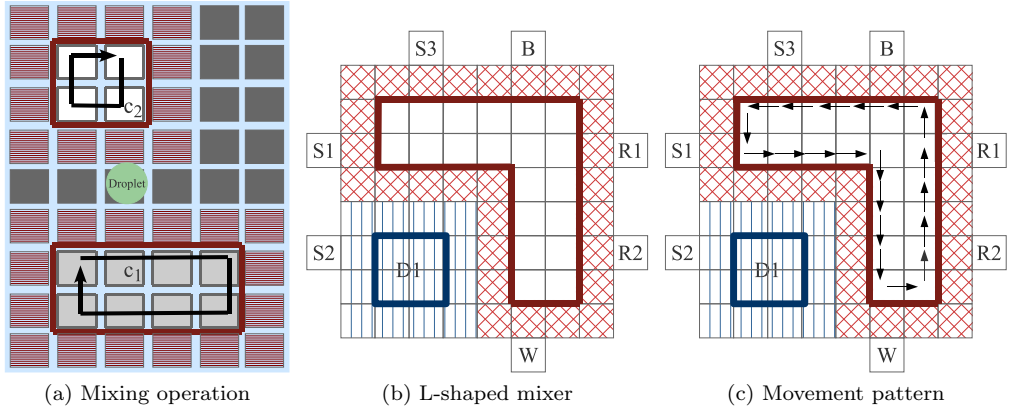 c₂
Droplet
c₁
(a) Mixing operation
S3 B
S1 R1
S2 D1 R2
W
(b) L-shaped mixer
S3 B
S1 R1
S2 D1 R2
W
(c) Movement pattern